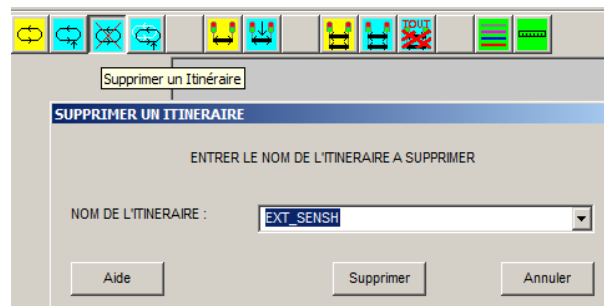 TOUT
Supprimer un Itinéraire
SUPPRIMER UN ITINERAIRE
ENTRER LE NOM DE L'ITINERAIRE A SUPPRIMER
NOM DE L'ITINERAIRE :
EXT_SENSH
Aide
Supprimer
Annuler